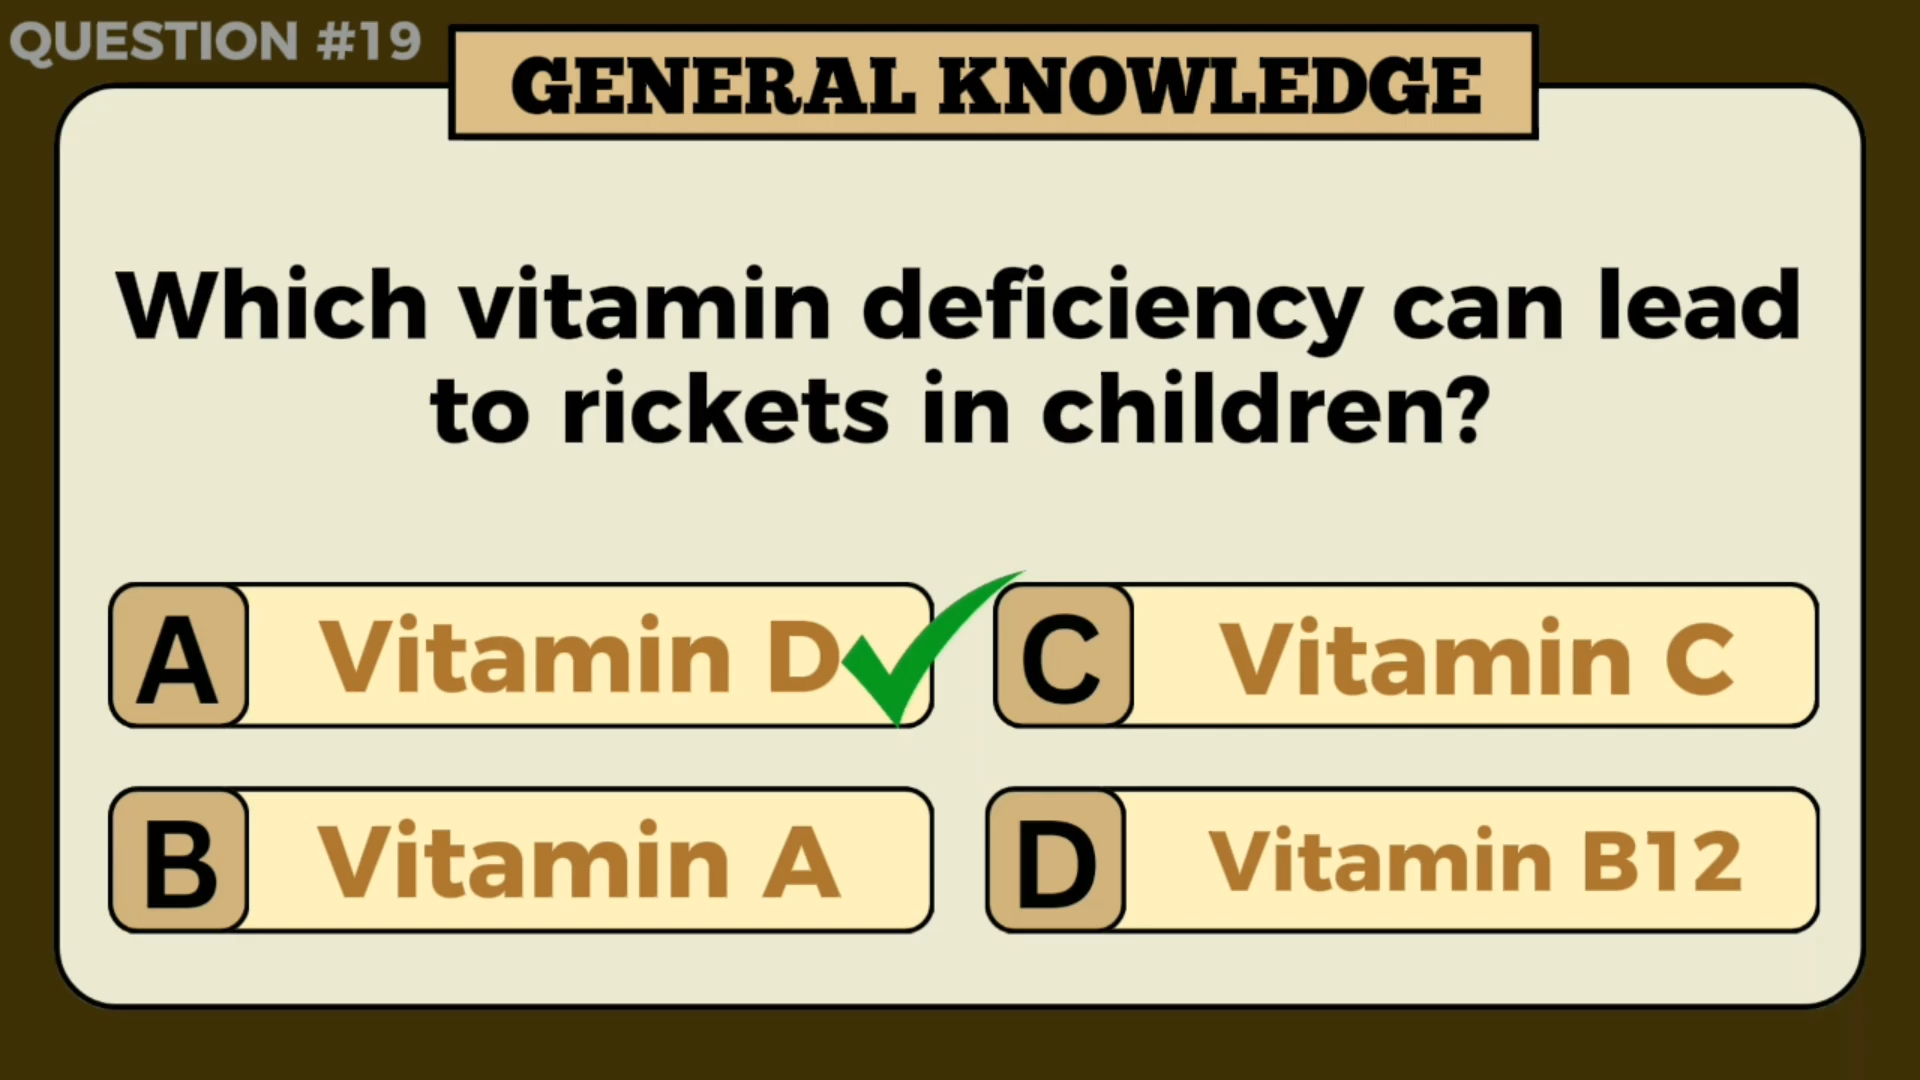 QUESTION #19
GENERAL KNOWLEDGE
Which vitamin deficiency can lead
to rickets in children?
A Vitamin D
C Vitamin C
B Vitamin A
D Vitamin B12